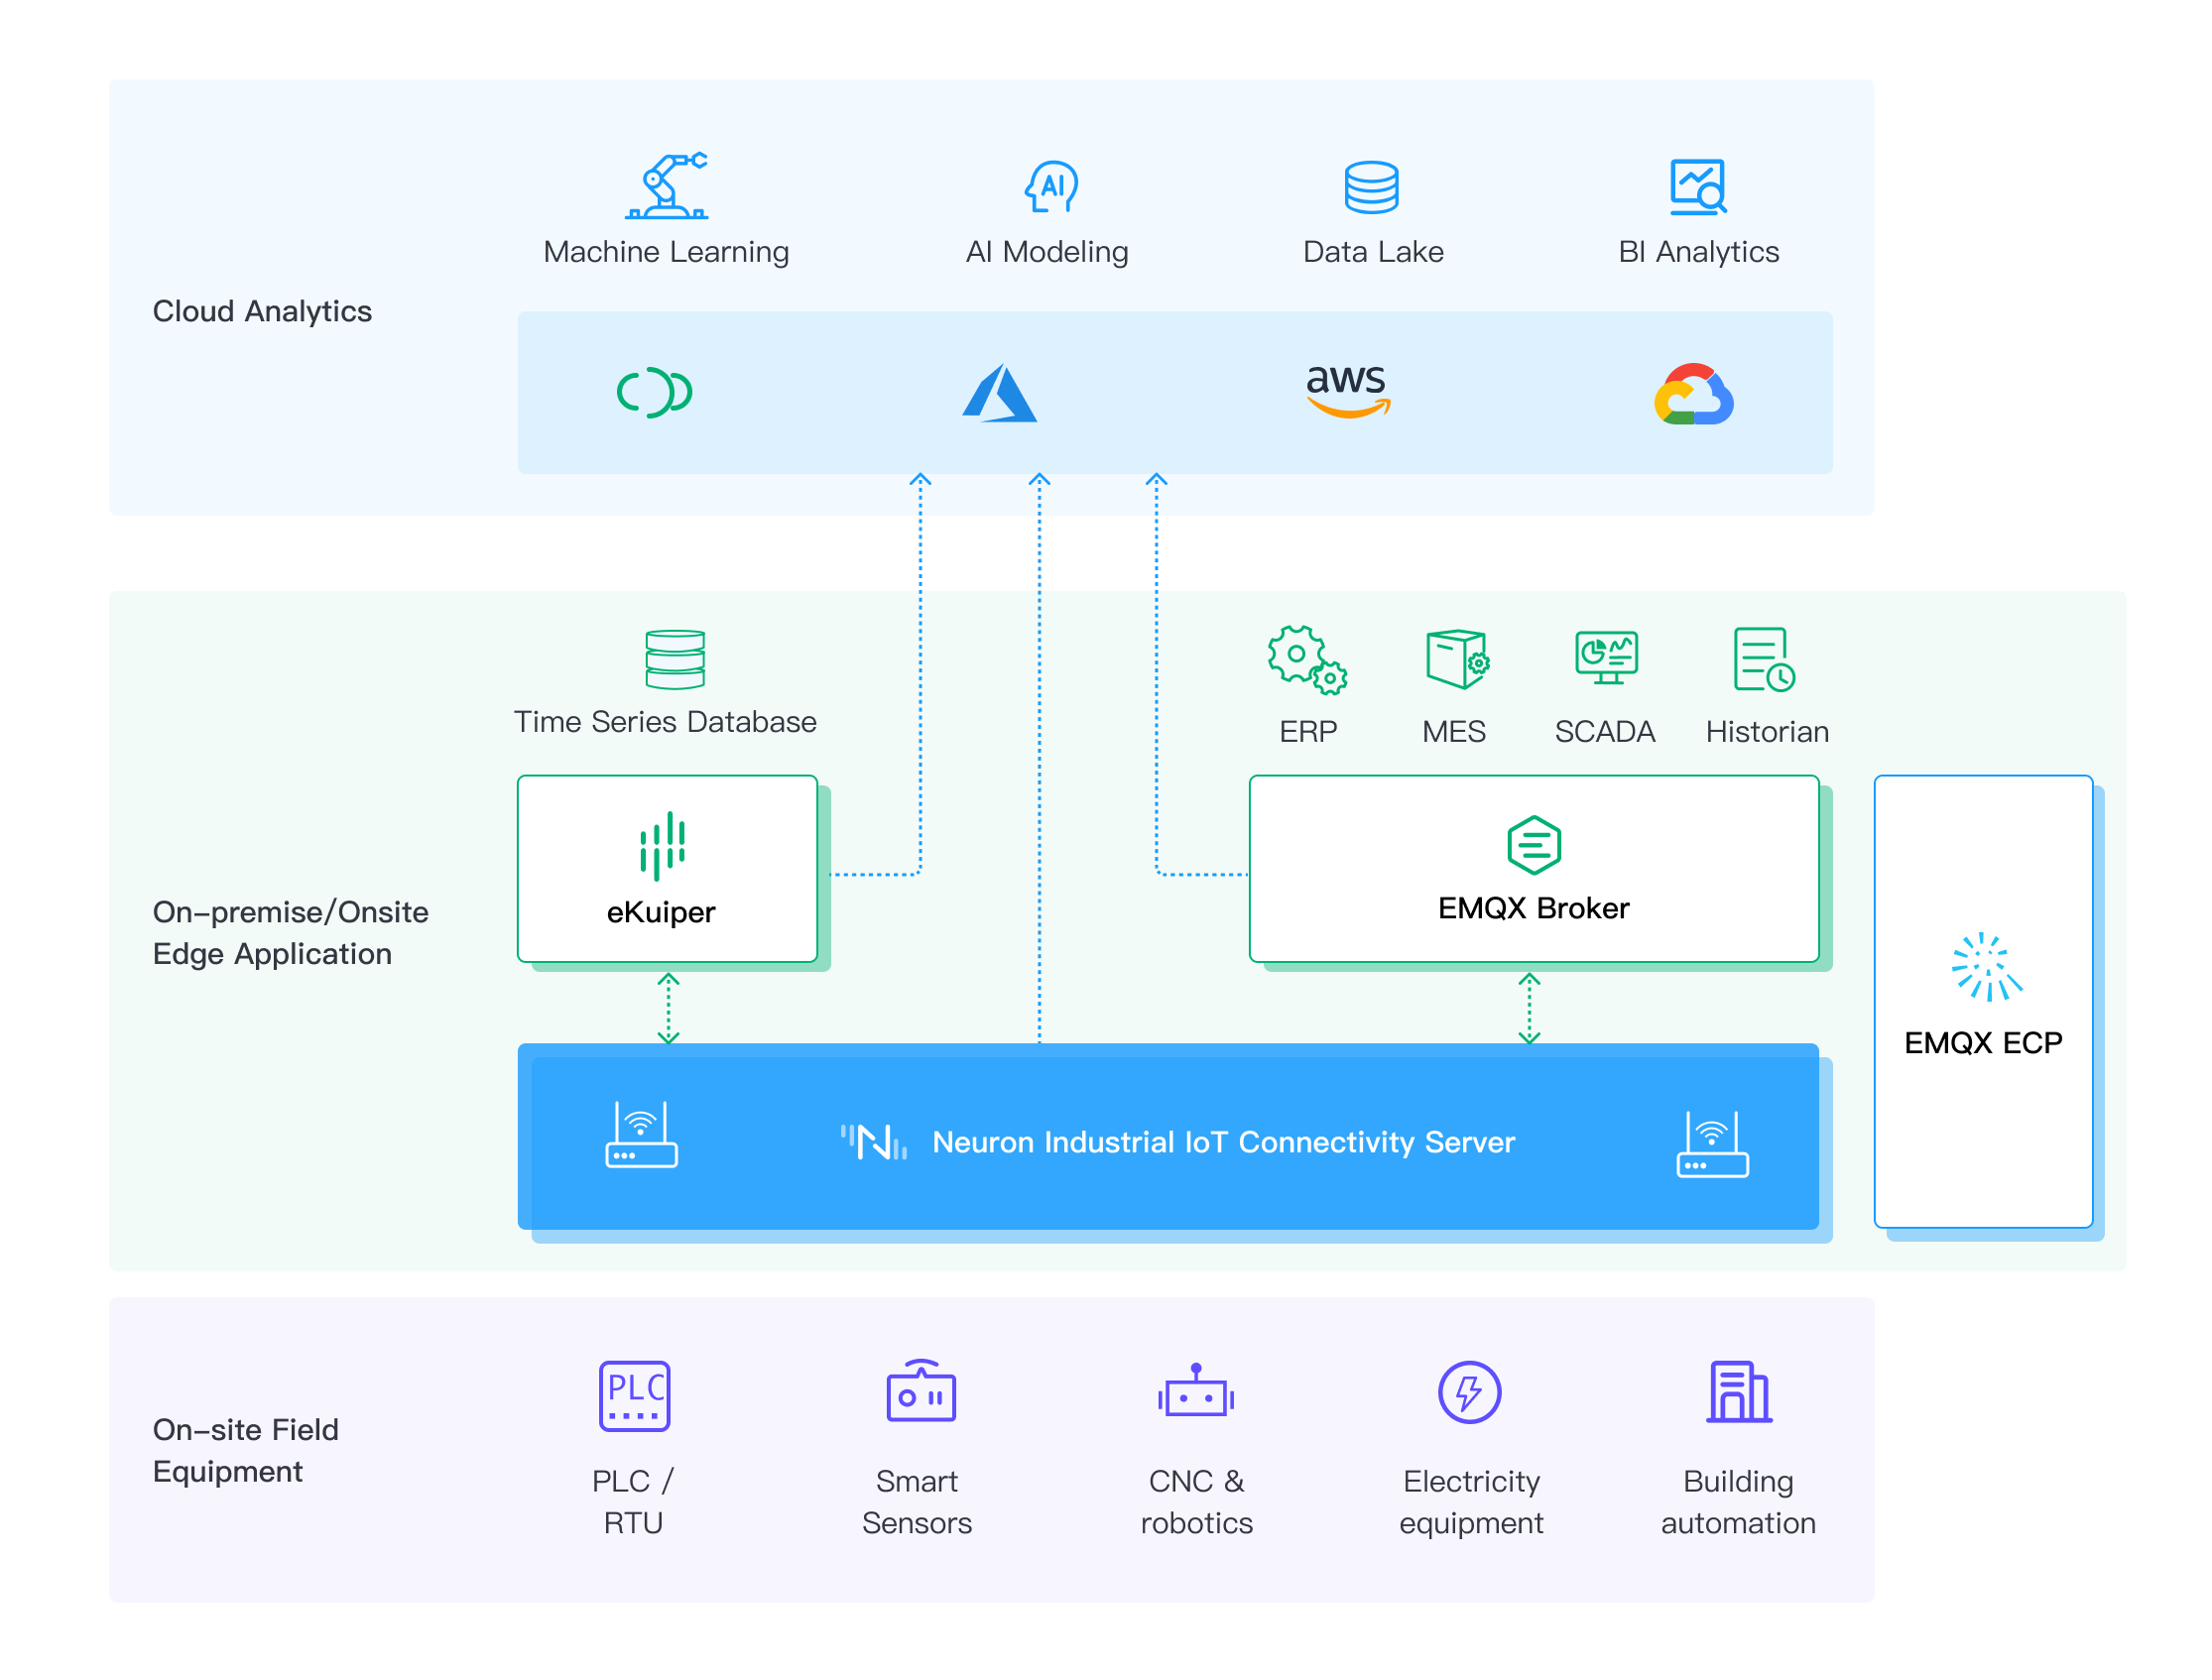 Machine Learning
AI Modeling
Data Lake
BI Analytics
Cloud Analytics
aws
Time Series Database
ERP
MES
SCADA
Historian
eKuiper
EMQX Broker
On-premise/Onsite
Edge Application
EMQX ECP
Neuron Industrial IoT Connectivity Server
On-site Field
Equipment
PLC
PLC /
RTU
Smart
Sensors
CNC &
robotics
Electricity
equipment
Building
automation
AI